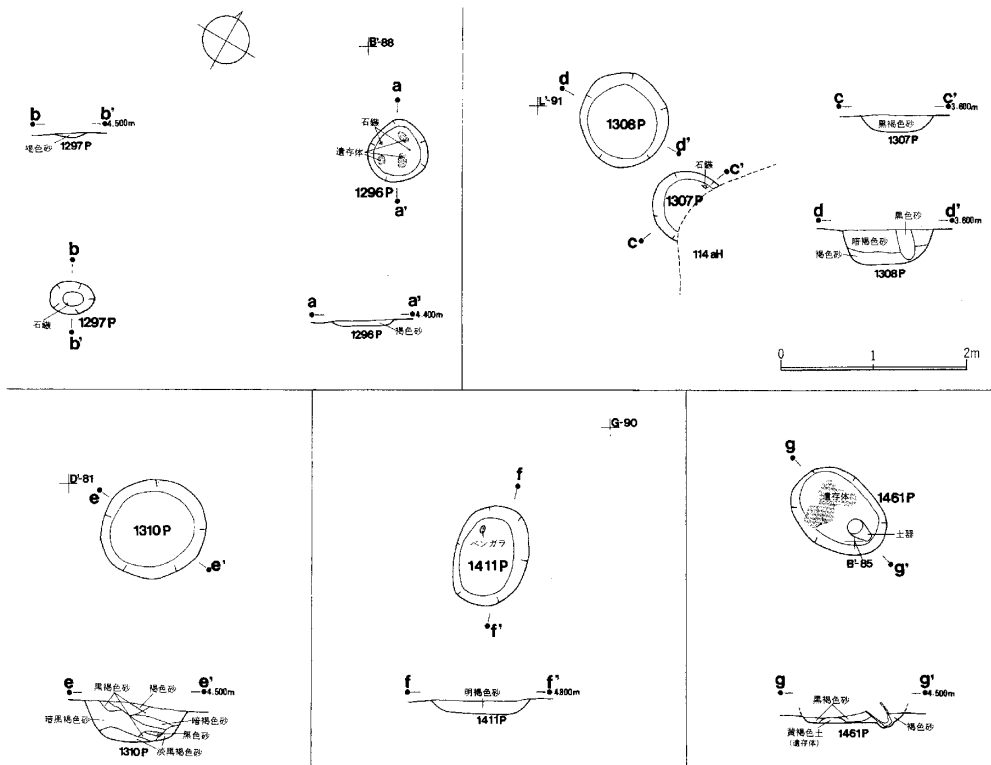 B'-88
a
石鏃
遺存体
1296P
a'
b b' 4.500m
褐色砂
1297P
b
石鏃
1297P
b'
a a' 4.400m
1296P 褐色砂
L'-91
d
1308P
d'
石鏃
c'
1307P
c
114aH
c c' 3.600m
黒褐色砂
1307P
d d' 3.600m
黒色砂
暗褐色砂
褐色砂
1308P
0 1 2m
D'-81
e
1310P
e'
e e' 4.500m
黒褐色砂 褐色砂
暗黒褐色砂
暗褐色砂
黒色砂
1310P
淡黒褐色砂
G-90
f
ベンガラ
1411P
f'
f f' 4.800m
明褐色砂
1411P
g
遺存体
1461P
土器
B'-85
g'
g g' 4.500m
黒褐色砂
黄褐色土
(遺存体)
1461P
褐色砂